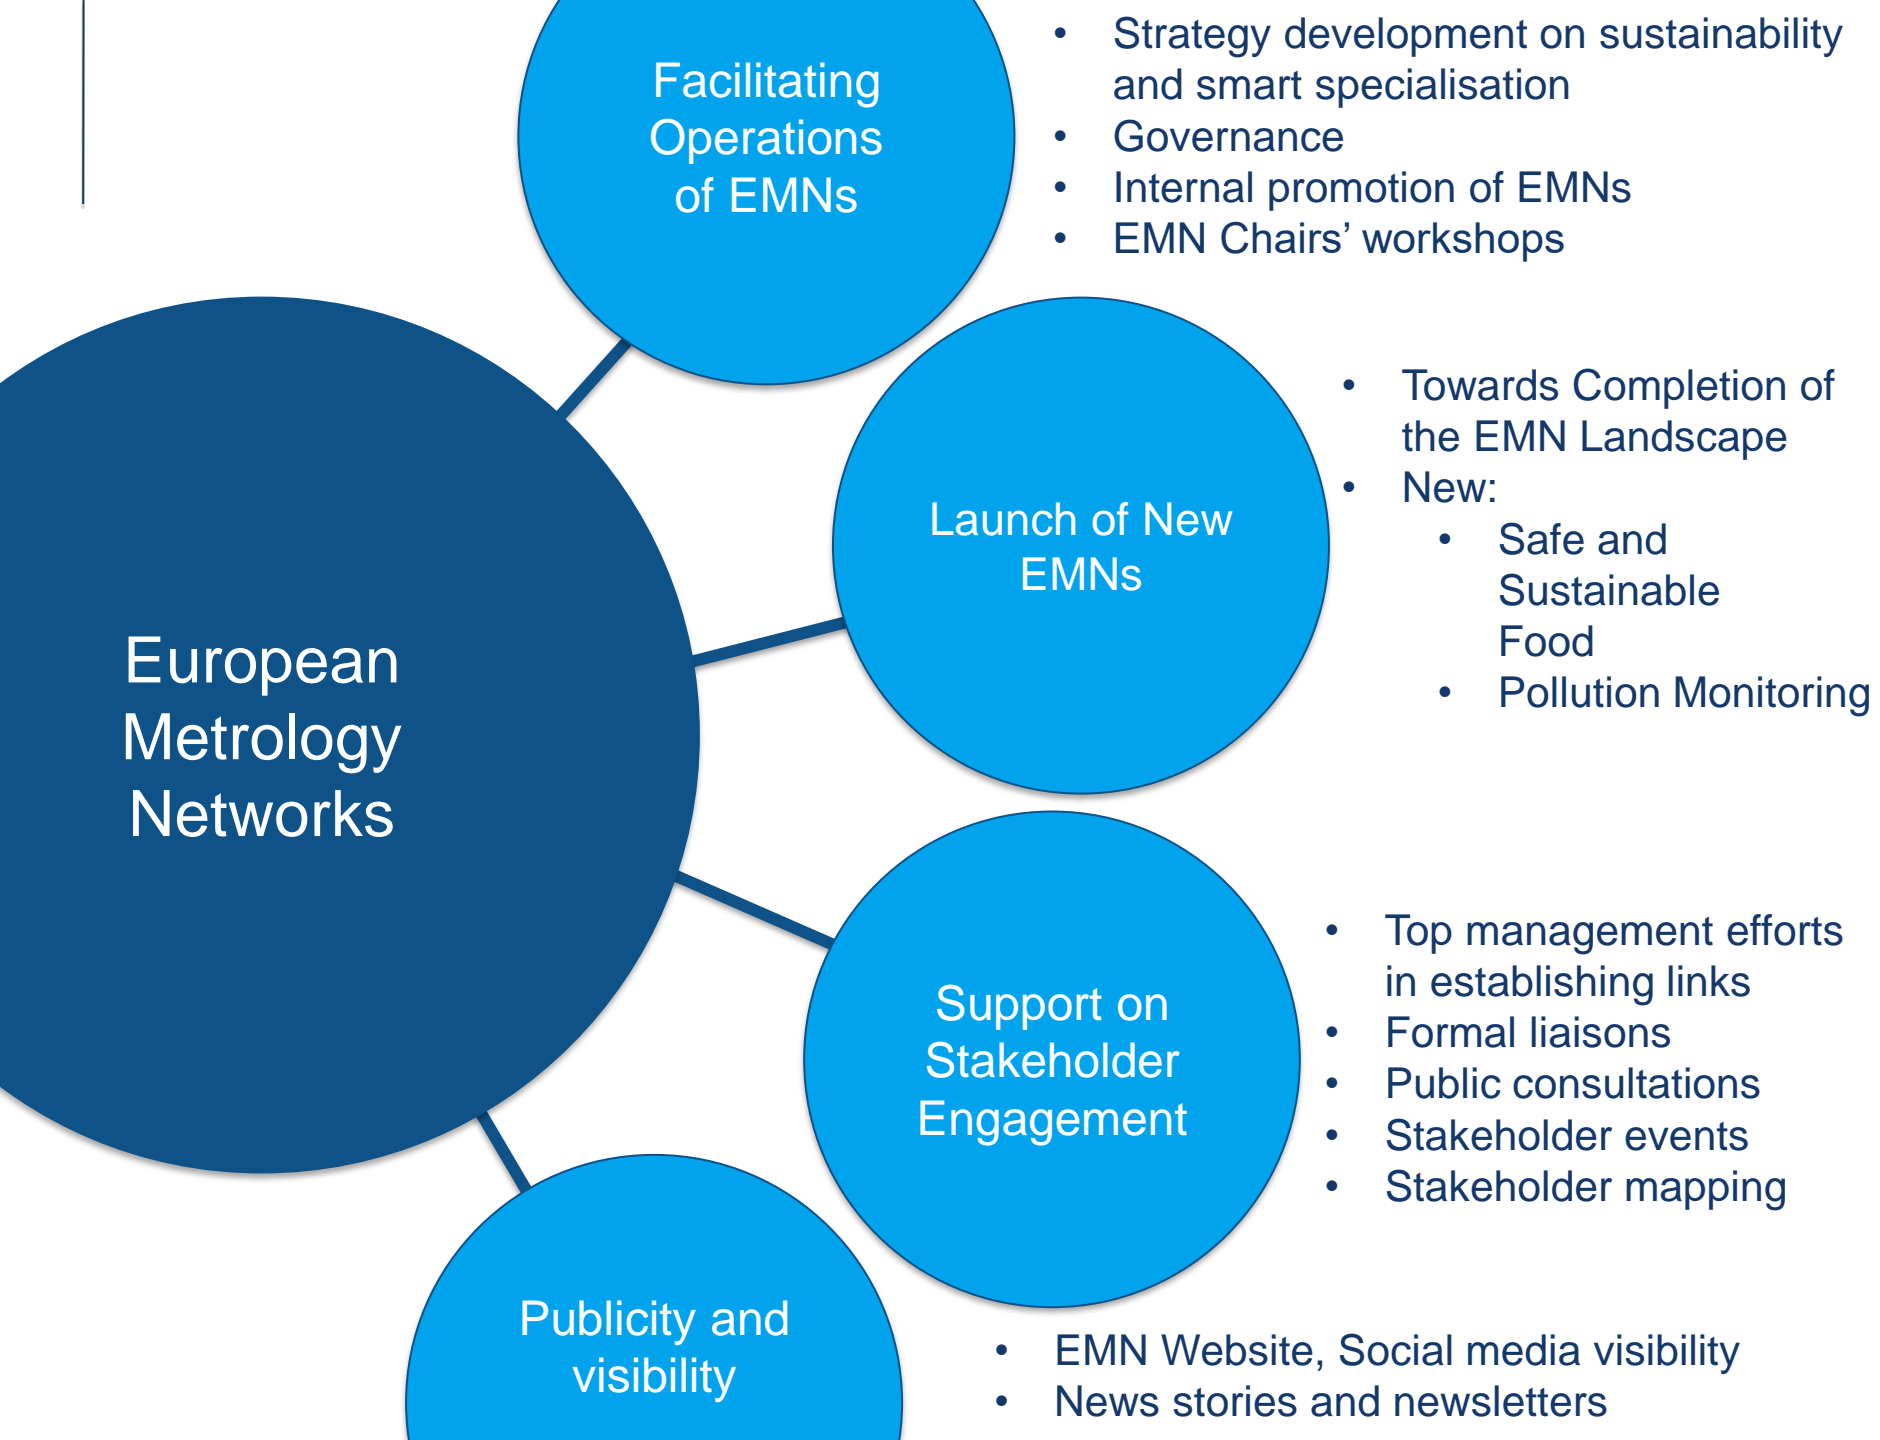 Facilitating
Operations
of EMNs
• Strategy development on sustainability
and smart specialisation
• Governance
• Internal promotion of EMNs
• EMN Chairs’ workshops
European
Metrology
Networks
Launch of New
EMNs
• Towards Completion of
the EMN Landscape
• New:
• Safe and
Sustainable
Food
• Pollution Monitoring
Support on
Stakeholder
Engagement
• Top management efforts
in establishing links
• Formal liaisons
• Public consultations
• Stakeholder events
• Stakeholder mapping
Publicity and
visibility
• EMN Website, Social media visibility
• News stories and newsletters